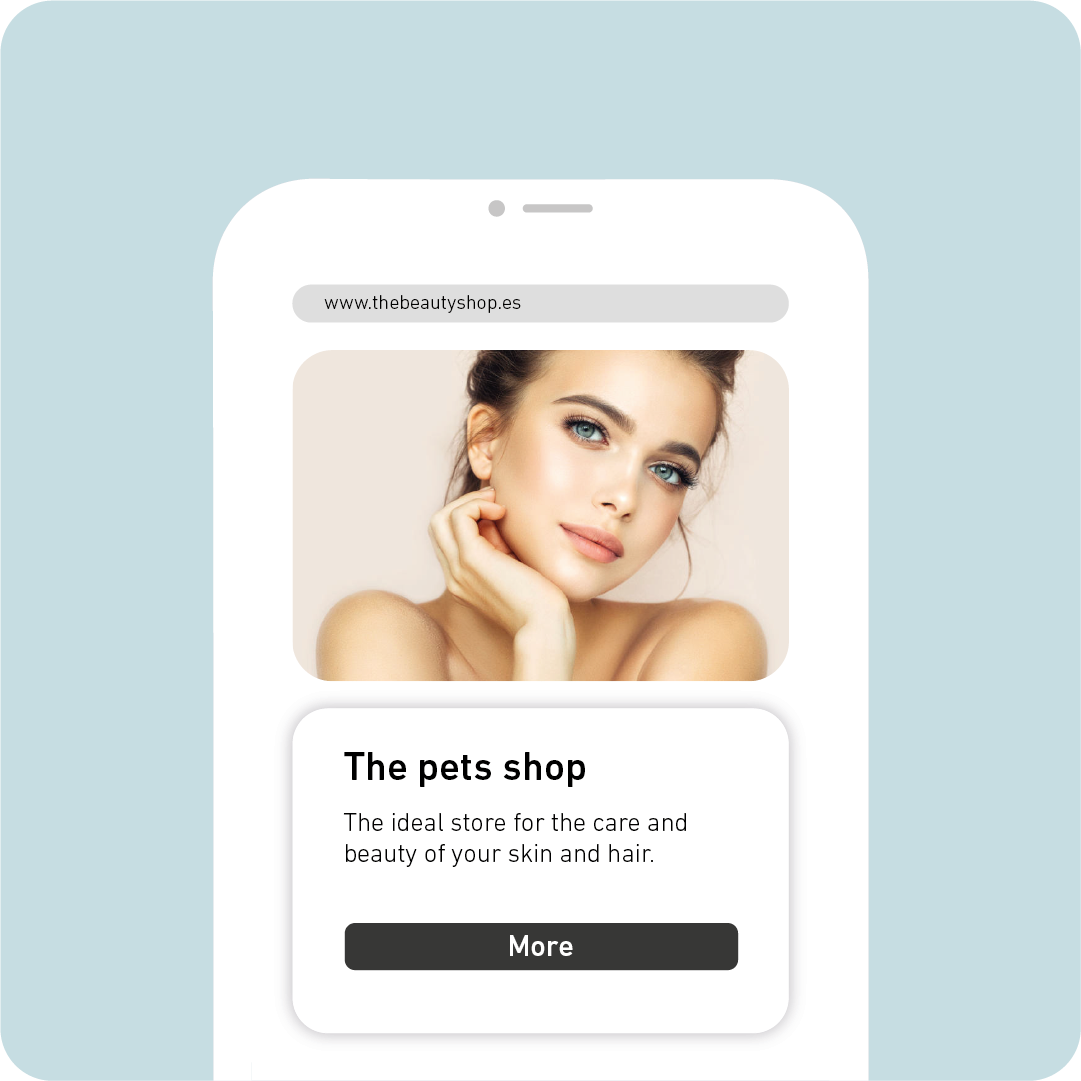 www.thebeautyshop.es
The pets shop
The ideal store for the care and
beauty of your skin and hair.
More